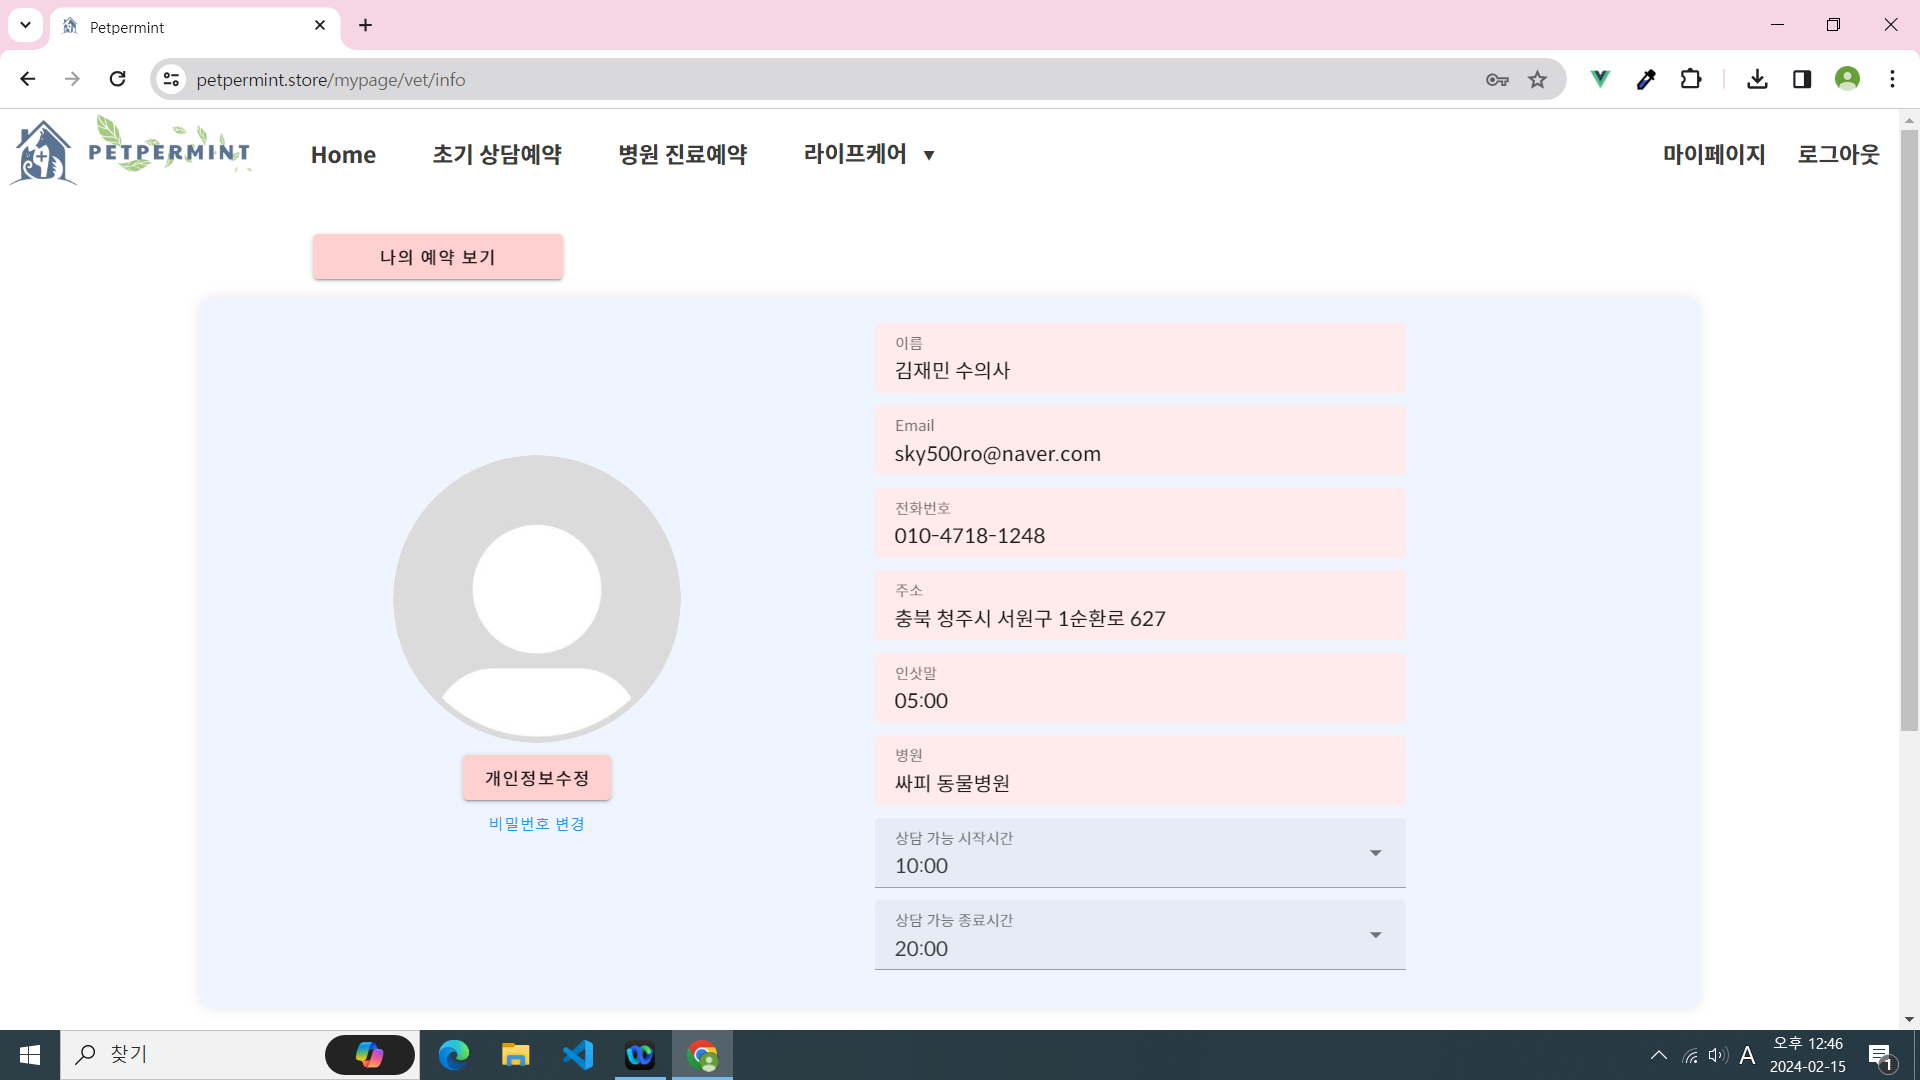 Petpermint
petpermint.store/mypage/vet/info
PETPERMINT
Home 초기 상담예약 병원 진료예약 라이프케어 ▼ 마이페이지 로그아웃
나의 예약 보기
이름
김재민 수의사
Email
sky500ro@naver.com
전화번호
010-4718-1248
주소
충북 청주시 서원구 1순환로 627
인삿말
05:00
병원
싸피 동물병원
상담 가능 시작시간
10:00
상담 가능 종료시간
20:00
개인정보수정
비밀번호 변경
찾기
A
오후 12:46
2024-02-15
1